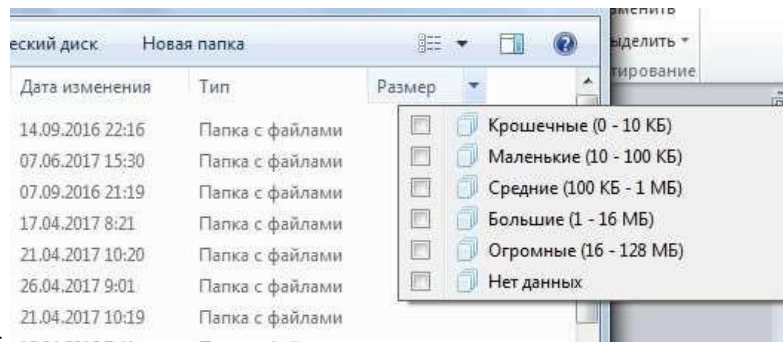 еский диск Новая папка
Дата изменения Тип Размер
14.09.2016 22:16 Папка с файлами
07.06.2017 15:30 Папка с файлами
07.09.2016 21:19 Папка с файлами
17.04.2017 8:21 Папка с файлами
21.04.2017 10:20 Папка с файлами
26.04.2017 9:01 Папка с файлами
21.04.2017 10:19 Папка с файлами
Крошечные (0 - 10 КБ)
Маленькие (10 - 100 КБ)
Средние (100 КБ - 1 МБ)
Большие (1 - 16 МБ)
Огромные (16 - 128 МБ)
Нет данных
ыделить
тирование